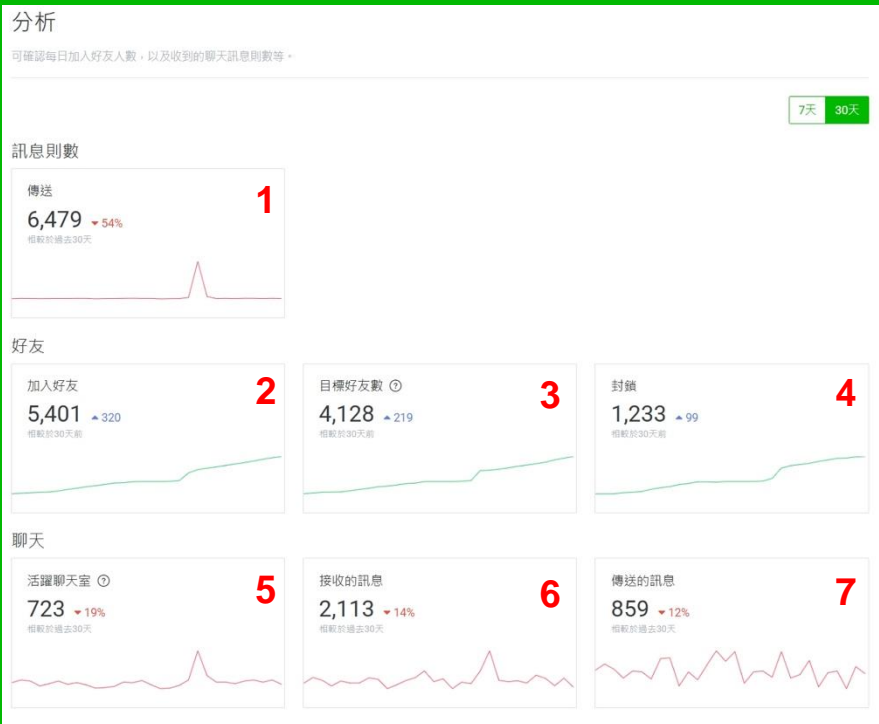 分析
可確認每日加入好友人數，以及收到的聊天訊息則數等。
7天 30天
訊息則數
傳送 1
6,479 ▼ 54%
相較於過去30天
好友
加入好友 2
5,401 ▲ 320
相較於30天前
目標好友數 ? 3
4,128 ▲ 219
相較於30天前
封鎖 4
1,233 ▲ 99
相較於30天前
聊天
活躍聊天室 ? 5
723 ▼ 19%
相較於過去30天
接收的訊息 6
2,113 ▼ 14%
相較於過去30天
傳送的訊息 7
859 ▼ 12%
相較於過去30天